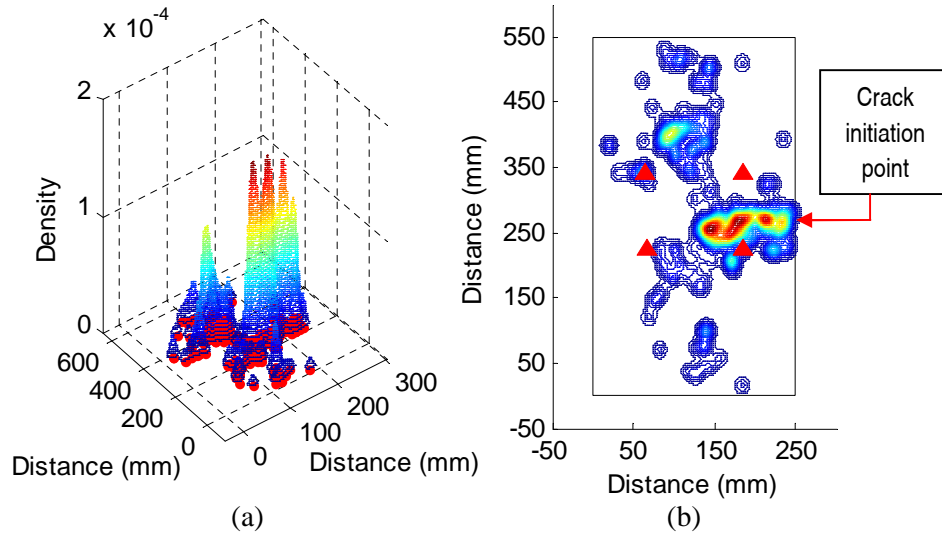 x 10^-4
2
1
0
Density
600
400
200
0
Distance (mm)
0
100
200
300
Distance (mm)
(a)
550
450
350
250
150
50
-50
Distance (mm)
-50
50
150
250
Distance (mm)
(b)
Crack
initiation
point